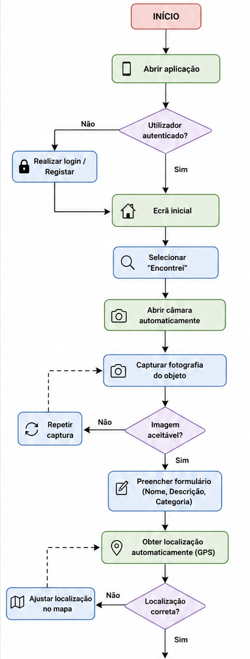 INÍCIO
Abrir aplicação
Utilizador
autenticado?
Não
Sim
Realizar login /
Registar
Ecrã inicial
Selecionar
"Encontrei"
Abrir câmara
automaticamente
Capturar fotografia
do objeto
Imagem
aceitável?
Não
Sim
Repetir
captura
Preencher formulário
(Nome, Descrição,
Categoria)
Obter localização
automaticamente (GPS)
Localização
correta?
Não
Sim
Ajustar localização
no mapa